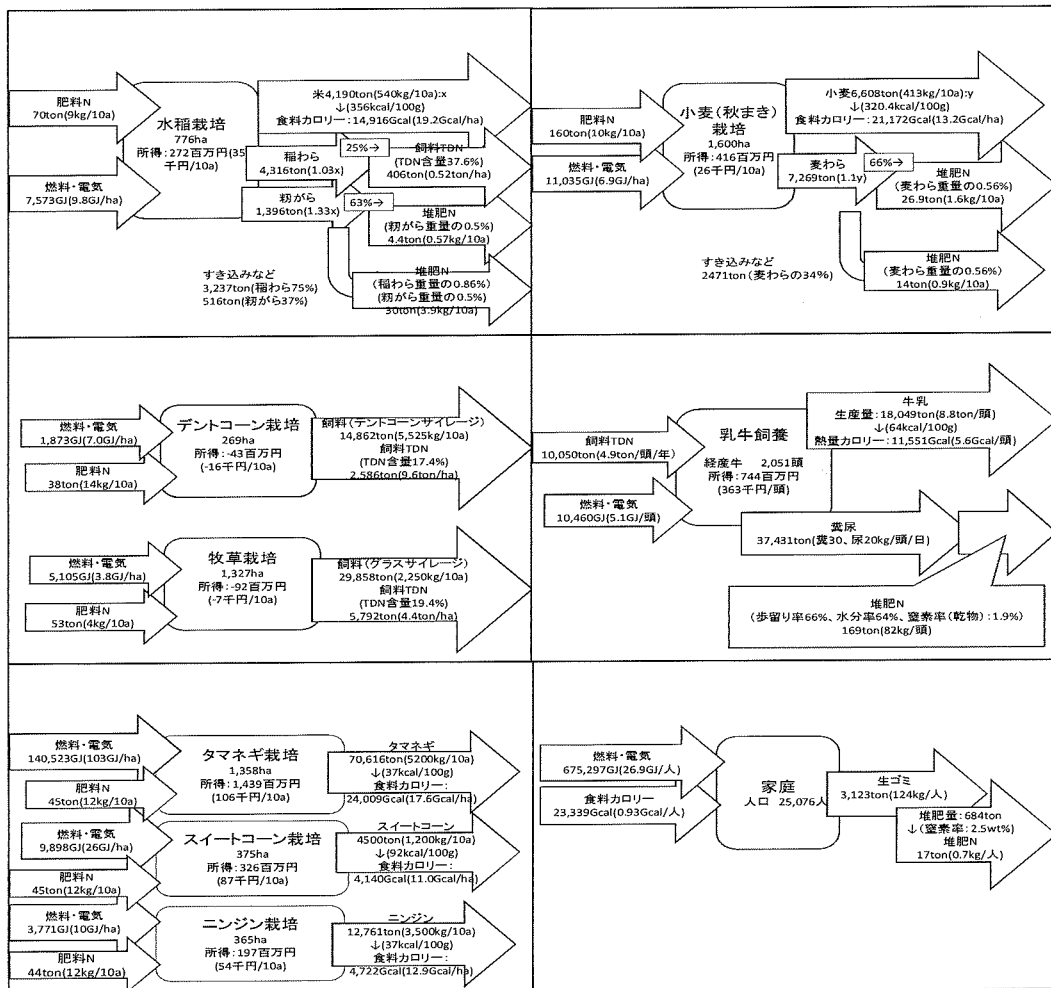 肥料N
70ton(9kg/10a)
燃料・電気
7,573GJ(9.8GJ/ha)
水稲栽培
776ha
所得:272百万円(35
千円/10a)
米4,190ton(540kg/10a):x
↓(356kcal/100g)
食料カロリー:14,916Gcal(19.2Gcal/ha)
稲わら
4,316ton(1.03x)
25%→
飼料TDN
(TDN含量37.6%)
406ton(0.52ton/ha)
籾がら
1,396ton(1.33x)
63%→
堆肥N
(籾がら重量の0.5%)
4.4ton(0.57kg/10a)
すき込みなど
3,237ton(稲わら75%)
516ton(籾がら37%)
堆肥N
(稲わら重量の0.86%)
(籾がら重量の0.5%)
30ton(3.9kg/10a)
肥料N
160ton(10kg/10a)
燃料・電気
11,035GJ(6.9GJ/ha)
小麦(秋まき)
栽培
1,600ha
所得:416百万円
(26千円/10a)
小麦6,608ton(413kg/10a):y
↓(320.4kcal/100g)
食料カロリー:21,172Gcal(13.2Gcal/ha)
麦わら
7,269ton(1.1y)
66%→
堆肥N
(麦わら重量の0.56%)
26.9ton(1.6kg/10a)
すき込みなど
2471ton(麦わらの34%)
堆肥N
(麦わら重量の0.56%)
14ton(0.9kg/10a)
燃料・電気
1,873GJ(7.0GJ/ha)
肥料N
38ton(14kg/10a)
デントコーン栽培
269ha
所得:-43百万円
(-16千円/10a)
飼料(デントコーンサイレージ)
14,862ton(5,525kg/10a)
飼料TDN
(TDN含量17.4%)
2,586ton(9.6ton/ha)
燃料・電気
5,105GJ(3.8GJ/ha)
肥料N
53ton(4kg/10a)
牧草栽培
1,327ha
所得:-92百万円
(-7千円/10a)
飼料(グラスサイレージ)
29,858ton(2,250kg/10a)
飼料TDN
(TDN含量19.4%)
5,792ton(4.4ton/ha)
飼料TDN
10,050ton(4.9ton/頭/年)
燃料・電気
10,460GJ(5.1GJ/頭)
乳牛飼養
経産牛 2,051頭
所得:744百万円
(363千円/頭)
牛乳
生産量:18,049ton(8.8ton/頭)
↓(64kcal/100g)
熱量カロリー:11,551Gcal(5.6Gcal/頭)
糞尿
37,431ton(糞30、尿20kg/頭/日)
堆肥N
(歩留り率66%、水分率64%、窒素率(乾物):1.9%)
169ton(82kg/頭)
燃料・電気
140,523GJ(103GJ/ha)
肥料N
45ton(12kg/10a)
タマネギ栽培
1,358ha
所得:1,439百万円
(106千円/10a)
タマネギ
70,616ton(5200kg/10a)
↓(37kcal/100g)
食料カロリー:
24,009Gcal(17.6Gcal/ha)
燃料・電気
9,898GJ(26GJ/ha)
肥料N
45ton(12kg/10a)
スイートコーン栽培
375ha
所得:326百万円
(87千円/10a)
スイートコーン
4500ton(1,200kg/10a)
↓(92kcal/100g)
食料カロリー:
4,140Gcal(11.0Gcal/ha)
燃料・電気
3,771GJ(10GJ/ha)
肥料N
44ton(12kg/10a)
ニンジン栽培
365ha
所得:197百万円
(54千円/10a)
ニンジン
12,761ton(3,500kg/10a)
↓(37kcal/100g)
食料カロリー:
4,722Gcal(12.9Gcal/ha)
燃料・電気
675,297GJ(26.9GJ/人)
食料カロリー
23,339Gcal(0.93Gcal/人)
家庭
人口 25,076人
生ゴミ
3,123ton(124kg/人)
堆肥量:684ton
↓(窒素率:2.5wt%)
堆肥N
17ton(0.7kg/人)